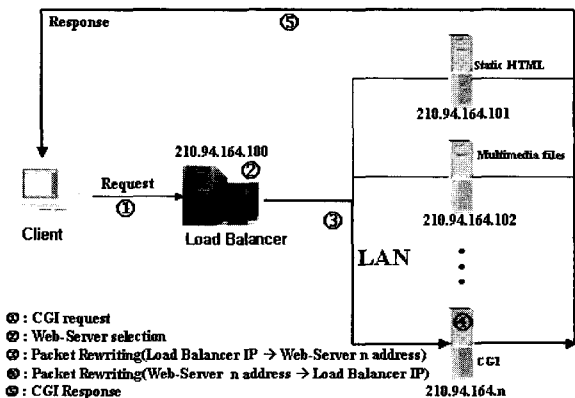 Response
⑤
Static HTML
210.94.164.101
210.94.164.100
②
Multimedia files
Request
①
③
210.94.164.102
Client
Load Balancer
LAN
④
CGI
210.94.164.n
① : CGI request
② : Web-Server selection
③ : Packet Rewriting(Load Balancer IP → Web-Server n address)
④ : Packet Rewriting(Web-Server n address → Load Balancer IP)
⑤ : CGI Response